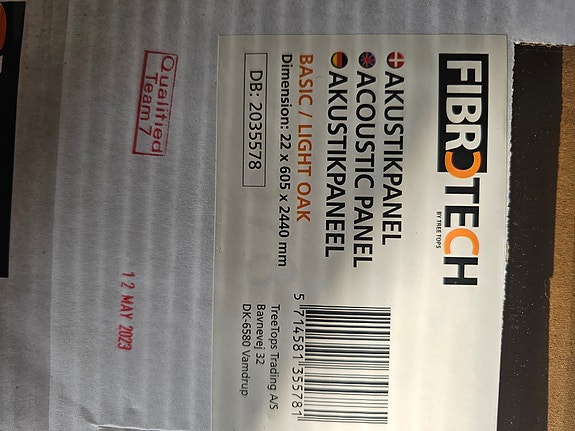 FIBROTECH
BY TREE TOPS
AKUSTIKPANEL
ACOUSTIC PANEL
AKUSTIKPANEEL
BASIC / LIGHT OAK
Dimension: 22 x 605 x 2440 mm
DB: 2035578
5 714581 355781
TreeTops Trading A/S
Bavnevej 32
DK-6580 Vamdrup
Qualified
Team 7
12 MAY 2023